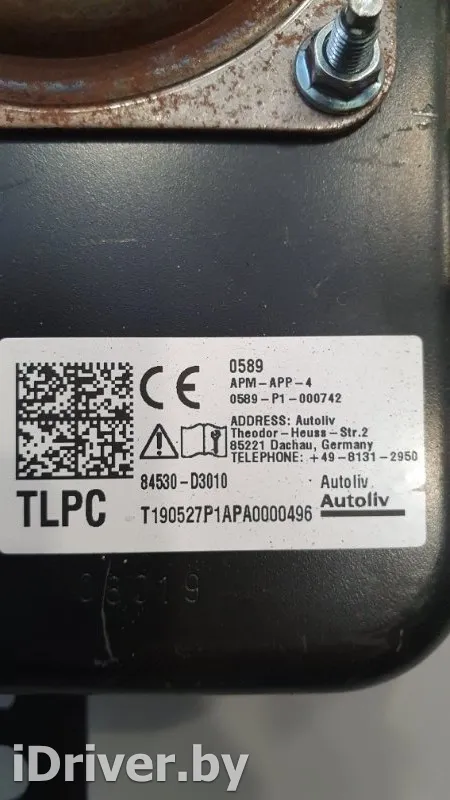 0589
APM-APP-4
0589-P1-000742
ADDRESS: Autoliv
Theodor-Heuss-Str.2
85221 Dachau, Germany
TELEPHONE: +49-8131-2950
84530-D3010
Autoliv
TLPC
T190527P1APA0000496
Autoliv
iDriver.by